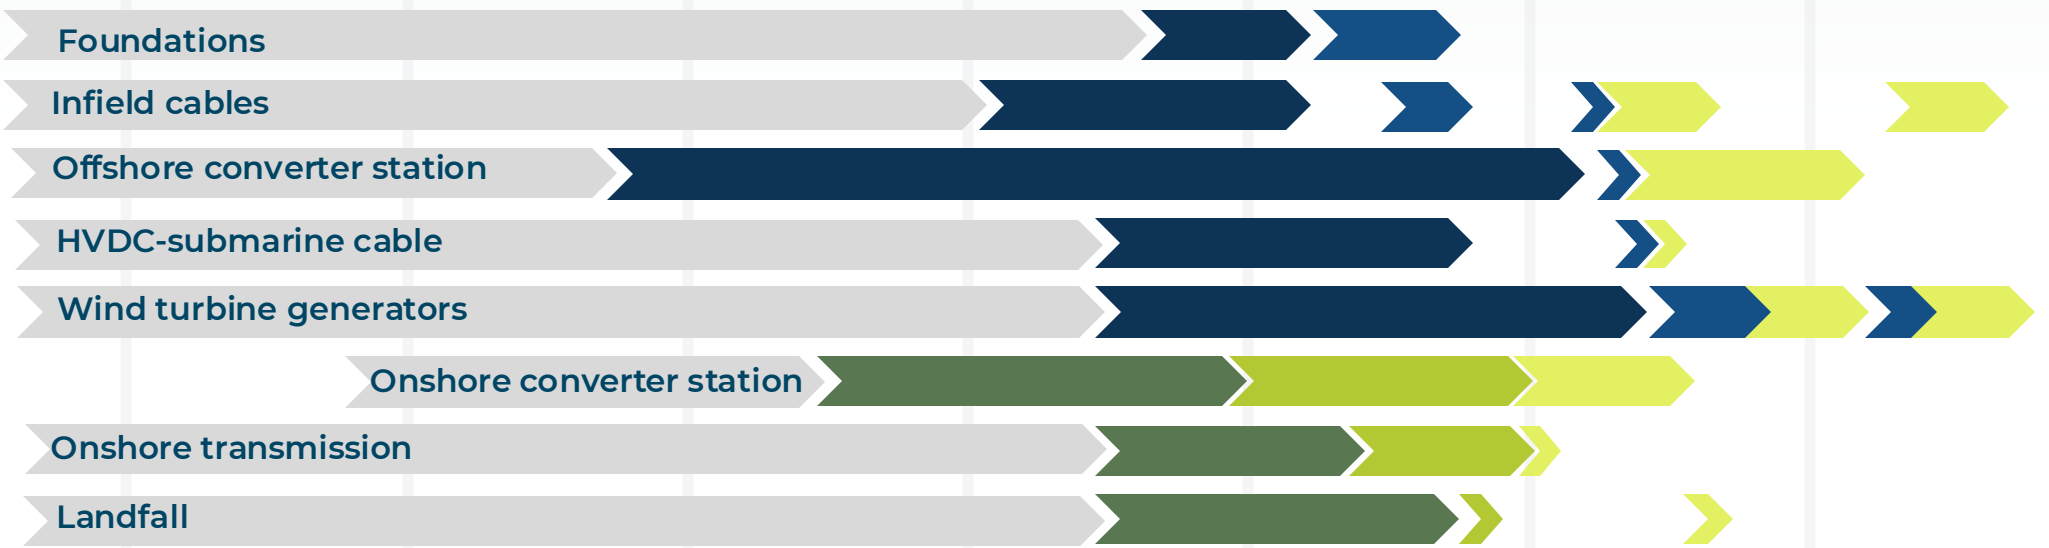 Foundations
Infield cables
Offshore converter station
HVDC-submarine cable
Wind turbine generators
Onshore converter station
Onshore transmission
Landfall